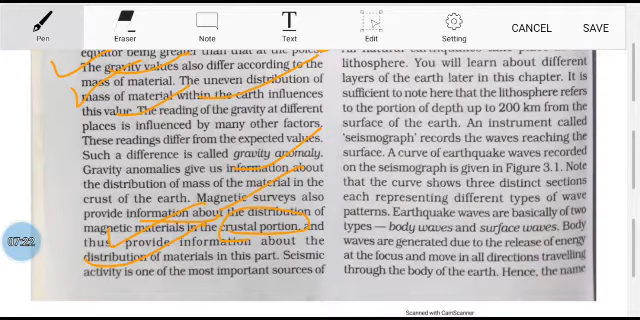 Pen
Eraser
Note
Text
Edit
Setting
CANCEL
SAVE
equator being greater than that at the poles.
The gravity values also differ according to the
mass of material. The uneven distribution of
mass of material within the earth influences
this value. The reading of the gravity at different
places is influenced by many other factors.
These readings differ from the expected values.
Such a difference is called gravity anomaly.
Gravity anomalies give us information about
the distribution of mass of the material in the
crust of the earth. Magnetic surveys also
provide information about the distribution of
magnetic materials in the crustal portion, and
thus provide information about the
distribution of materials in this part. Seismic
activity is one of the most important sources of
lithosphere. You will learn about different
layers of the earth later in this chapter. It is
sufficient to note here that the lithosphere refers
to the portion of depth up to 200 km from the
surface of the earth. An instrument called
'seismograph' records the waves reaching the
surface. A curve of earthquake waves recorded
on the seismograph is given in Figure 3.1. Note
that the curve shows three distinct sections
each representing different types of wave
patterns. Earthquake waves are basically of two
types — body waves and surface waves. Body
waves are generated due to the release of energy
at the focus and move in all directions travelling
through the body of the earth. Hence, the name
07:22
Scanned with CamScanner